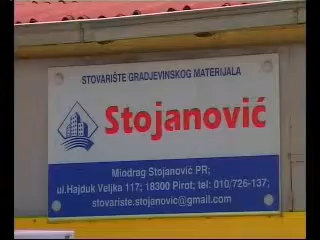 STOVARIŠTE GRADJEVINSKOG MATERIJALA
Stojanović
Miodrag Stojanović PR;
ul.Hajduk Veljka 117; 18300 Pirot; tel: 010/726-137;
stovariste.stojanovic@gmail.com